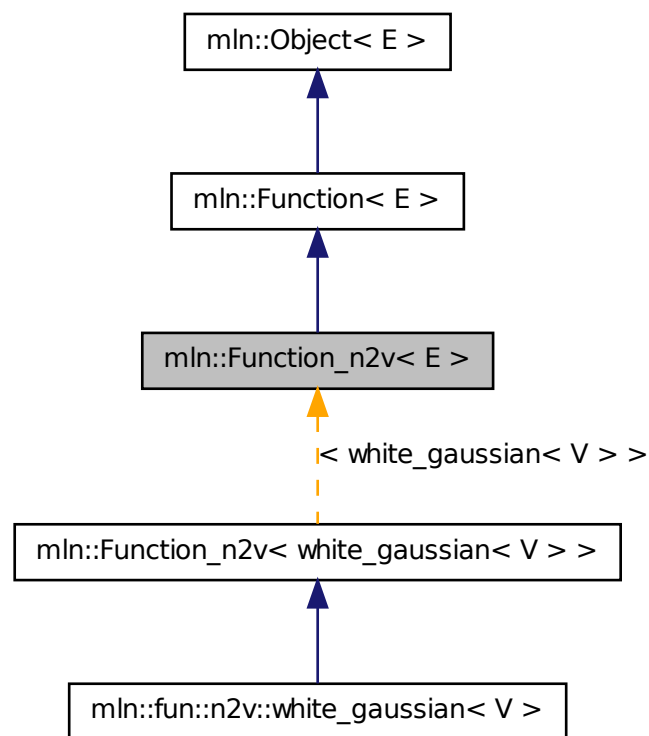 mln::Object< E >
mln::Function< E >
mln::Function_n2v< E >
< white_gaussian< V > >
mln::Function_n2v< white_gaussian< V > >
mln::fun::n2v::white_gaussian< V >